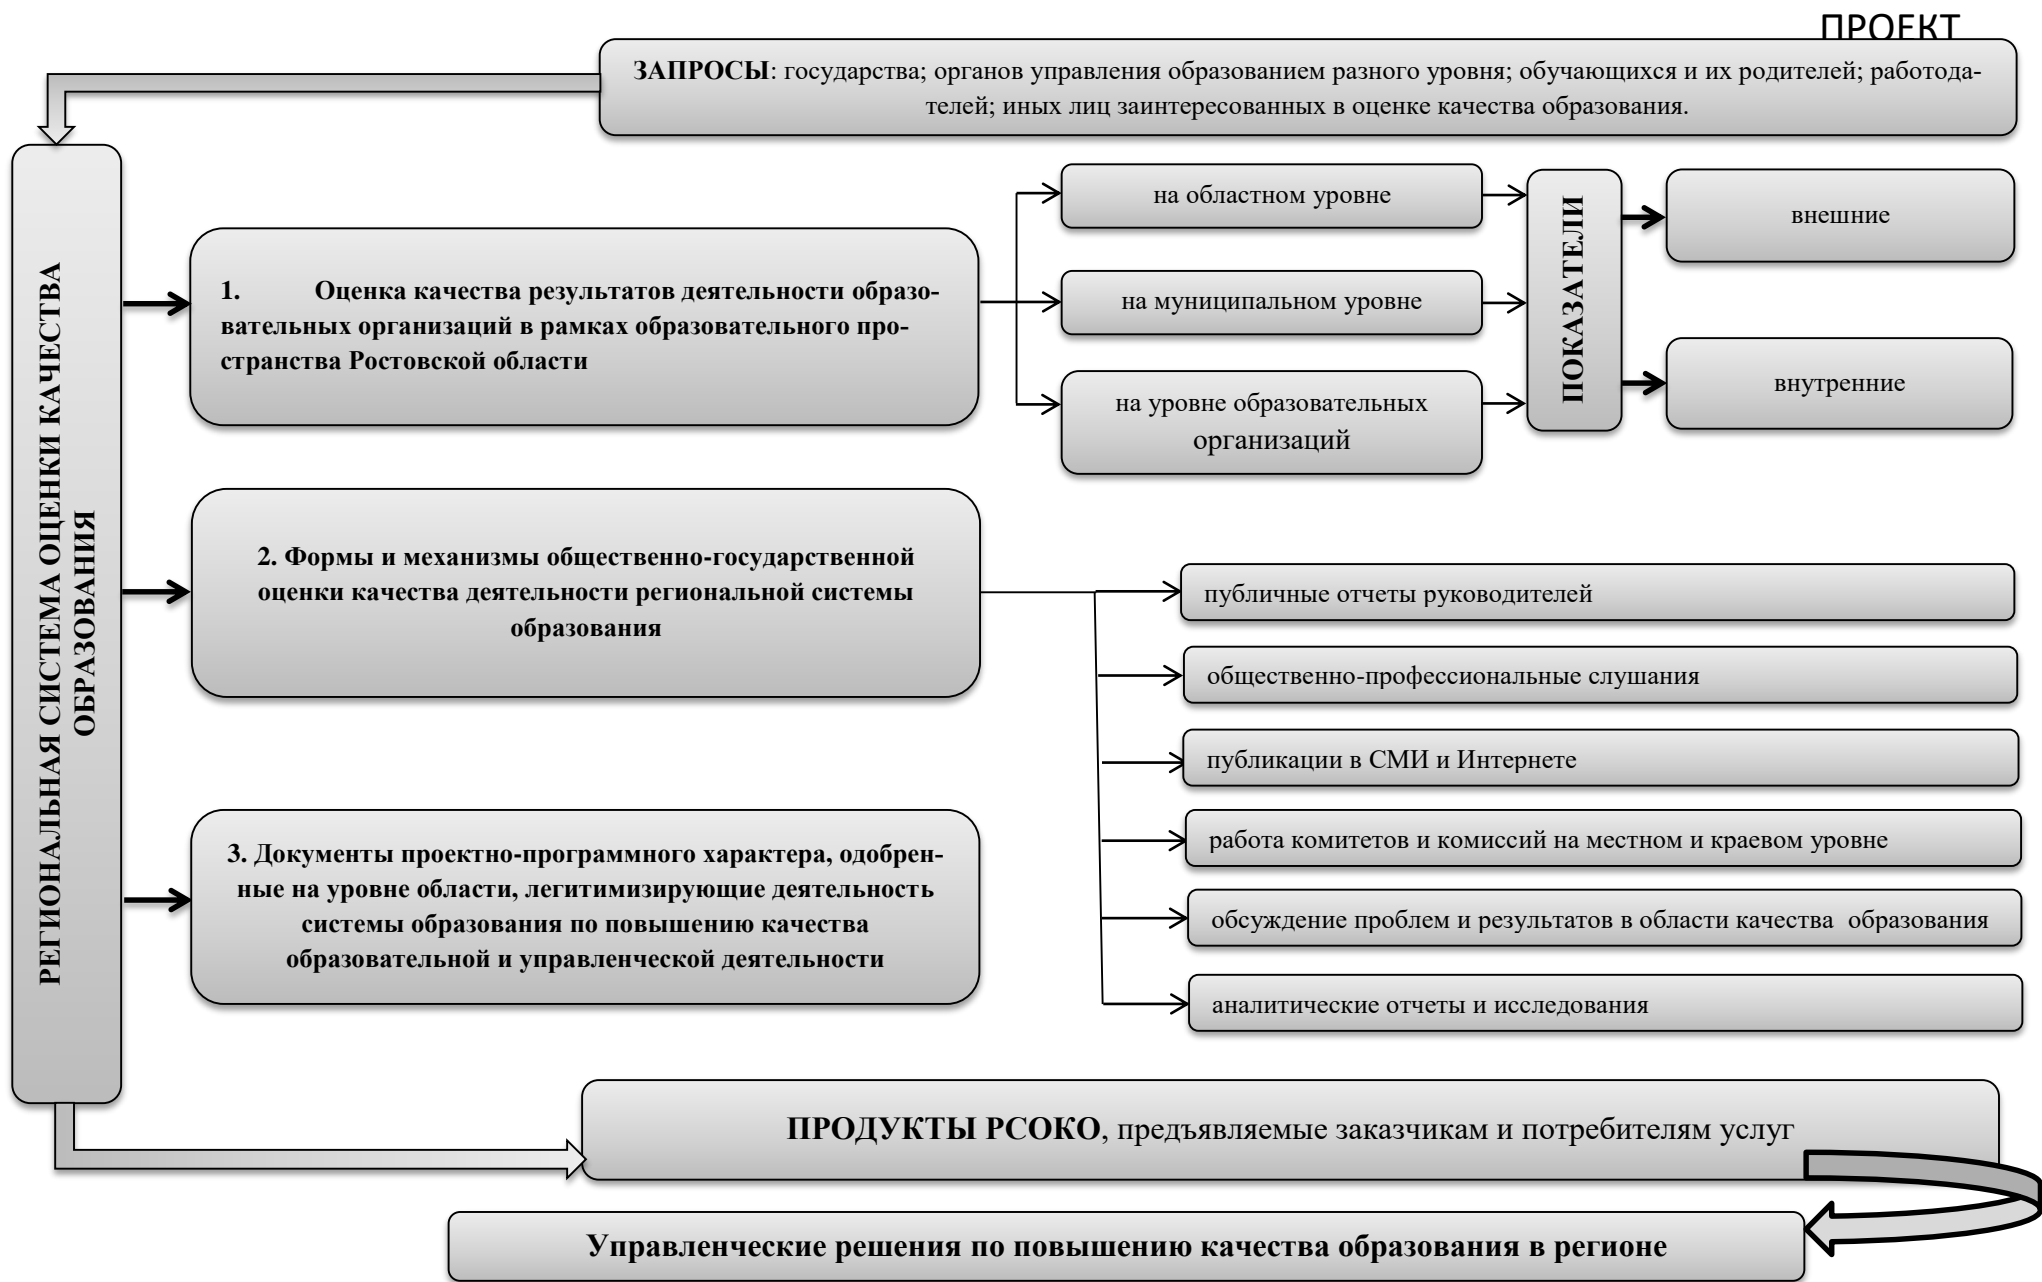 ПРОЕКТ
ЗАПРОСЫ: государства; органов управления образованием разного уровня; обучающихся и их родителей; работода-
телей; иных лиц заинтересованных в оценке качества образования.
РЕГИОНАЛЬНАЯ СИСТЕМА ОЦЕНКИ КАЧЕСТВА
ОБРАЗОВАНИЯ
1. Оценка качества результатов деятельности образо-
вательных организаций в рамках образовательного про-
странства Ростовской области
на областном уровне
на муниципальном уровне
на уровне образовательных
организаций
ПОКАЗАТЕЛИ
внешние
внутренние
2. Формы и механизмы общественно-государственной
оценки качества деятельности региональной системы
образования
публичные отчеты руководителей
общественно-профессиональные слушания
публикации в СМИ и Интернете
работа комитетов и комиссий на местном и краевом уровне
обсуждение проблем и результатов в области качества  образования
аналитические отчеты и исследования
3. Документы проектно-программного характера, одобрен-
ные на уровне области, легитимизирующие деятельность
системы образования по повышению качества
образовательной и управленческой деятельности
ПРОДУКТЫ РСОКО, предъявляемые заказчикам и потребителям услуг
Управленческие решения по повышению качества образования в регионе